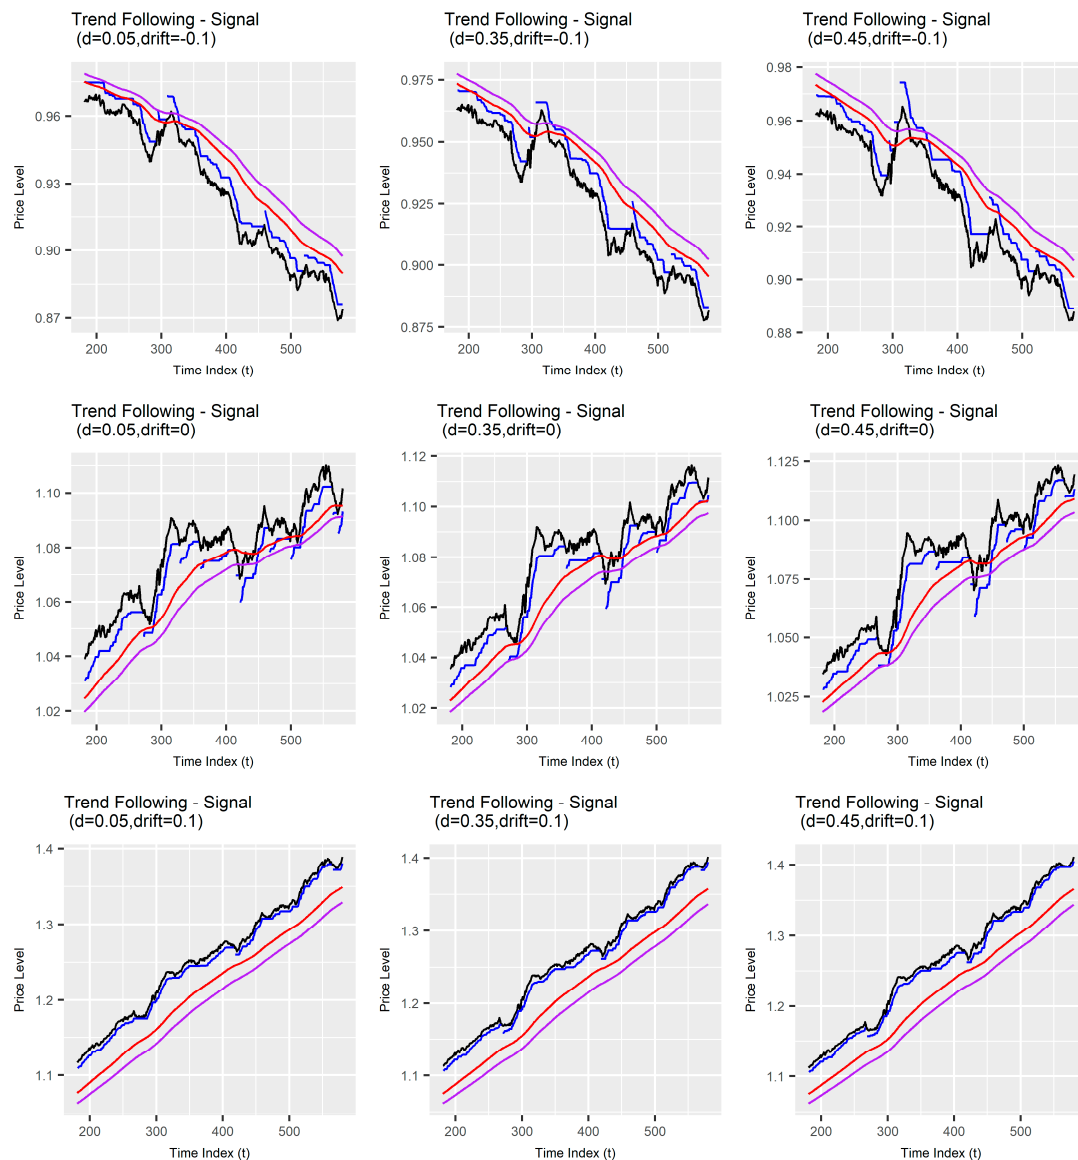 Trend Following - Signal
(d=0.05,drift=-0.1)
Trend Following - Signal
(d=0.35,drift=-0.1)
Trend Following - Signal
(d=0.45,drift=-0.1)
Price Level
0.96
0.93
0.90
0.87
200 300 400 500
Time Index (t)
Price Level
0.975
0.950
0.925
0.900
0.875
200 300 400 500
Time Index (t)
Price Level
0.98
0.96
0.94
0.92
0.90
0.88
200 300 400 500
Time Index (t)
Trend Following - Signal
(d=0.05,drift=0)
Trend Following - Signal
(d=0.35,drift=0)
Trend Following - Signal
(d=0.45,drift=0)
Price Level
1.10
1.08
1.06
1.04
1.02
200 300 400 500
Time Index (t)
Price Level
1.12
1.10
1.08
1.06
1.04
1.02
200 300 400 500
Time Index (t)
Price Level
1.125
1.100
1.075
1.050
1.025
200 300 400 500
Time Index (t)
Trend Following - Signal
(d=0.05,drift=0.1)
Trend Following - Signal
(d=0.35,drift=0.1)
Trend Following - Signal
(d=0.45,drift=0.1)
Price Level
1.4
1.3
1.2
1.1
200 300 400 500
Time Index (t)
Price Level
1.4
1.3
1.2
1.1
200 300 400 500
Time Index (t)
Price Level
1.4
1.3
1.2
1.1
200 300 400 500
Time Index (t)